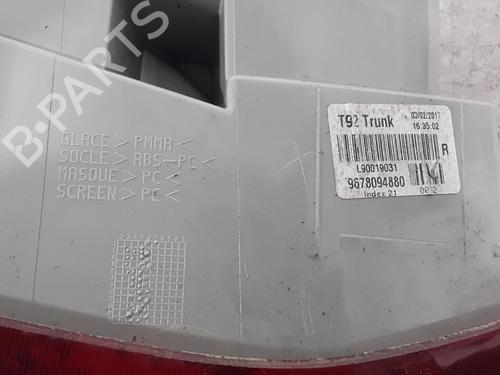 B-PARTS
GLACE > PMMA <
SOCLE > ABS-PC <
MASQUE > PC <
SCREEN > PC <
T92 Trunk
03/02/2017
16:35:02
R
L90019031
9678094880
Index 21